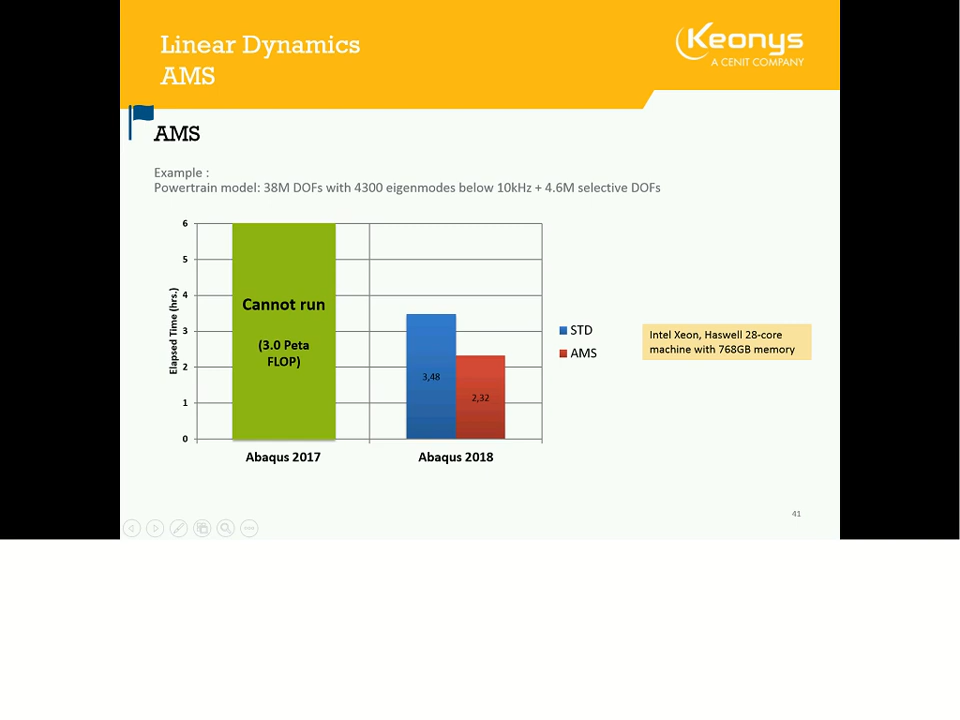 Linear Dynamics
AMS
Keonys
A CENIT COMPANY
AMS
Example :
Powertrain model: 38M DOFs with 4300 eigenmodes below 10kHz + 4.6M selective DOFs
Elapsed Time (hrs.)
6
5
4
3
2
1
0
Cannot run
(3.0 Peta
FLOP)
3,48
2,32
Abaqus 2017
Abaqus 2018
STD
AMS
Intel Xeon, Haswell 28-core
machine with 768GB memory
41